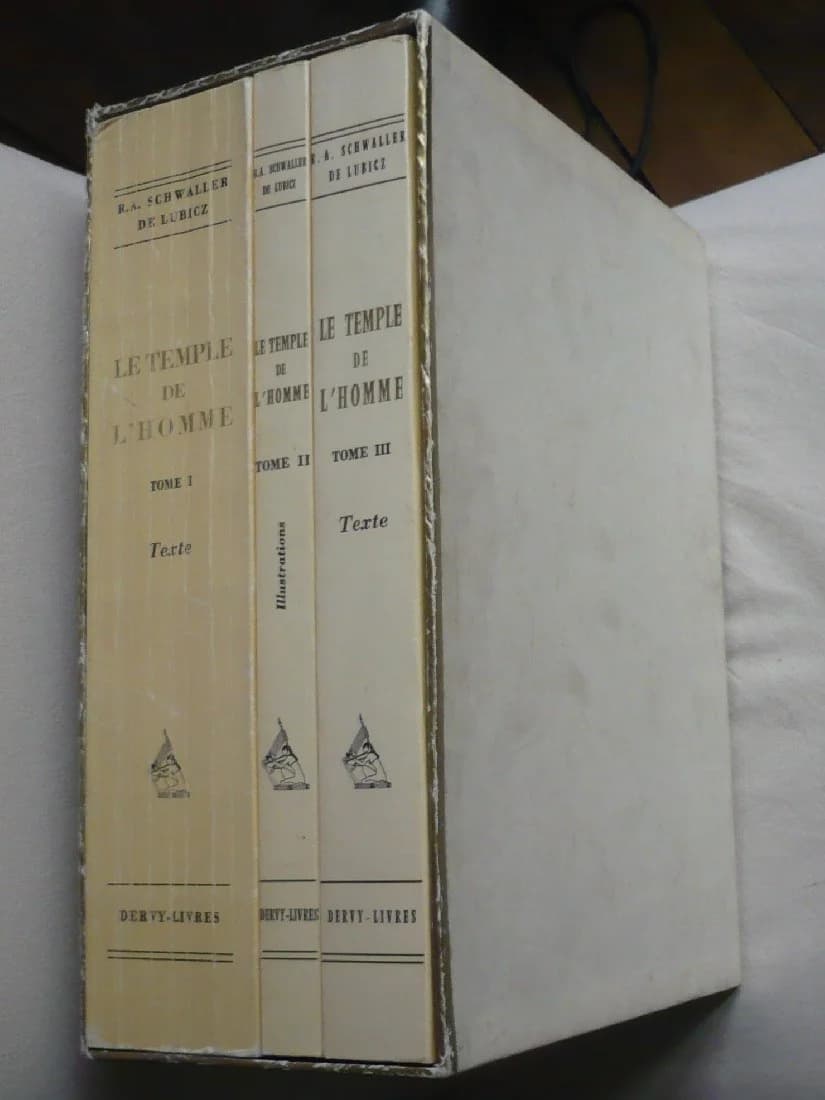 R.A. SCHWALLER
DE LUBICZ
LE TEMPLE
DE
L'HOMME
TOME I
Texte
DERVY-LIVRES
R.A. SCHWALLER
DE LUBICZ
LE TEMPLE
DE
L'HOMME
TOME II
Illustrations
DERVY-LIVRES
R.A. SCHWALLER
DE LUBICZ
LE TEMPLE
DE
L'HOMME
TOME III
Texte
DERVY-LIVRES